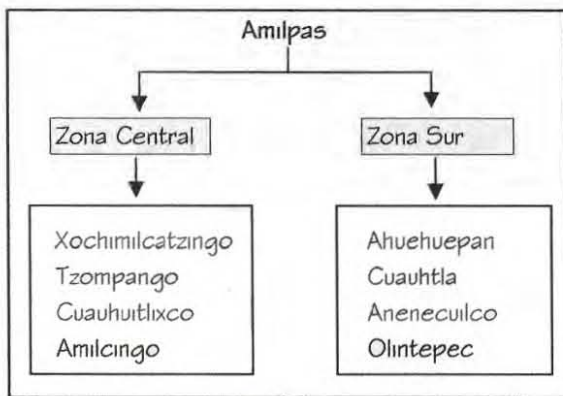 Amilpas
Zona Central
Zona Sur
Xochimilcatzingo
Tzompango
Cuauhuitlixco
Amilcingo
Ahuehuepan
Cuauhtla
Anenecuilco
Olintepec